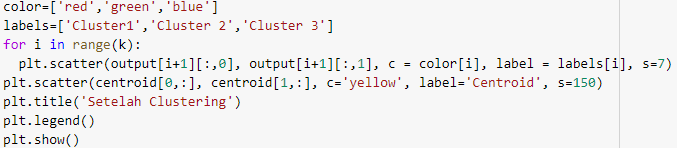 color=['red','green','blue']
labels=['Cluster1','Cluster 2','Cluster 3']
for i in range(k):
  plt.scatter(output[i+1][:,0], output[i+1][:,1], c = color[i], label = labels[i], s=7)
plt.scatter(centroid[0,:], centroid[1,:], c='yellow', label='Centroid', s=150)
plt.title('Setelah Clustering')
plt.legend()
plt.show()